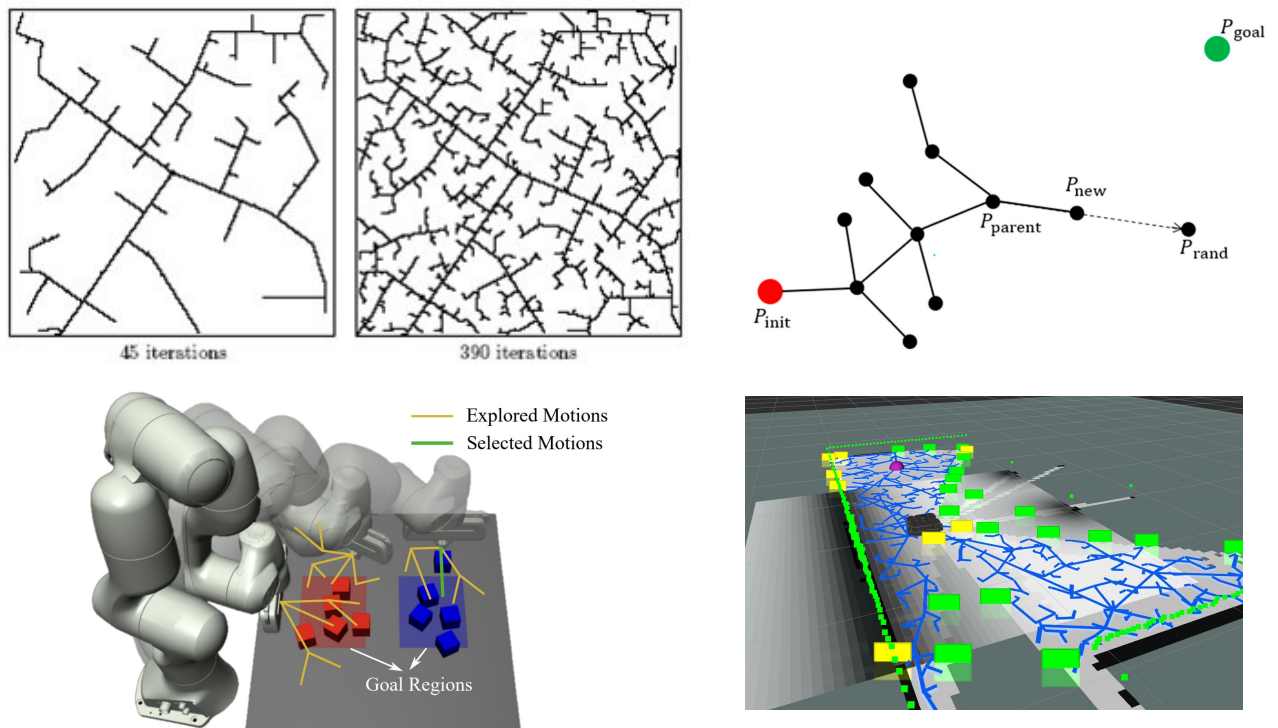 45 iterations
390 iterations
P_goal
P_new
P_parent
P_rand
P_init
Explored Motions
Selected Motions
Goal Regions